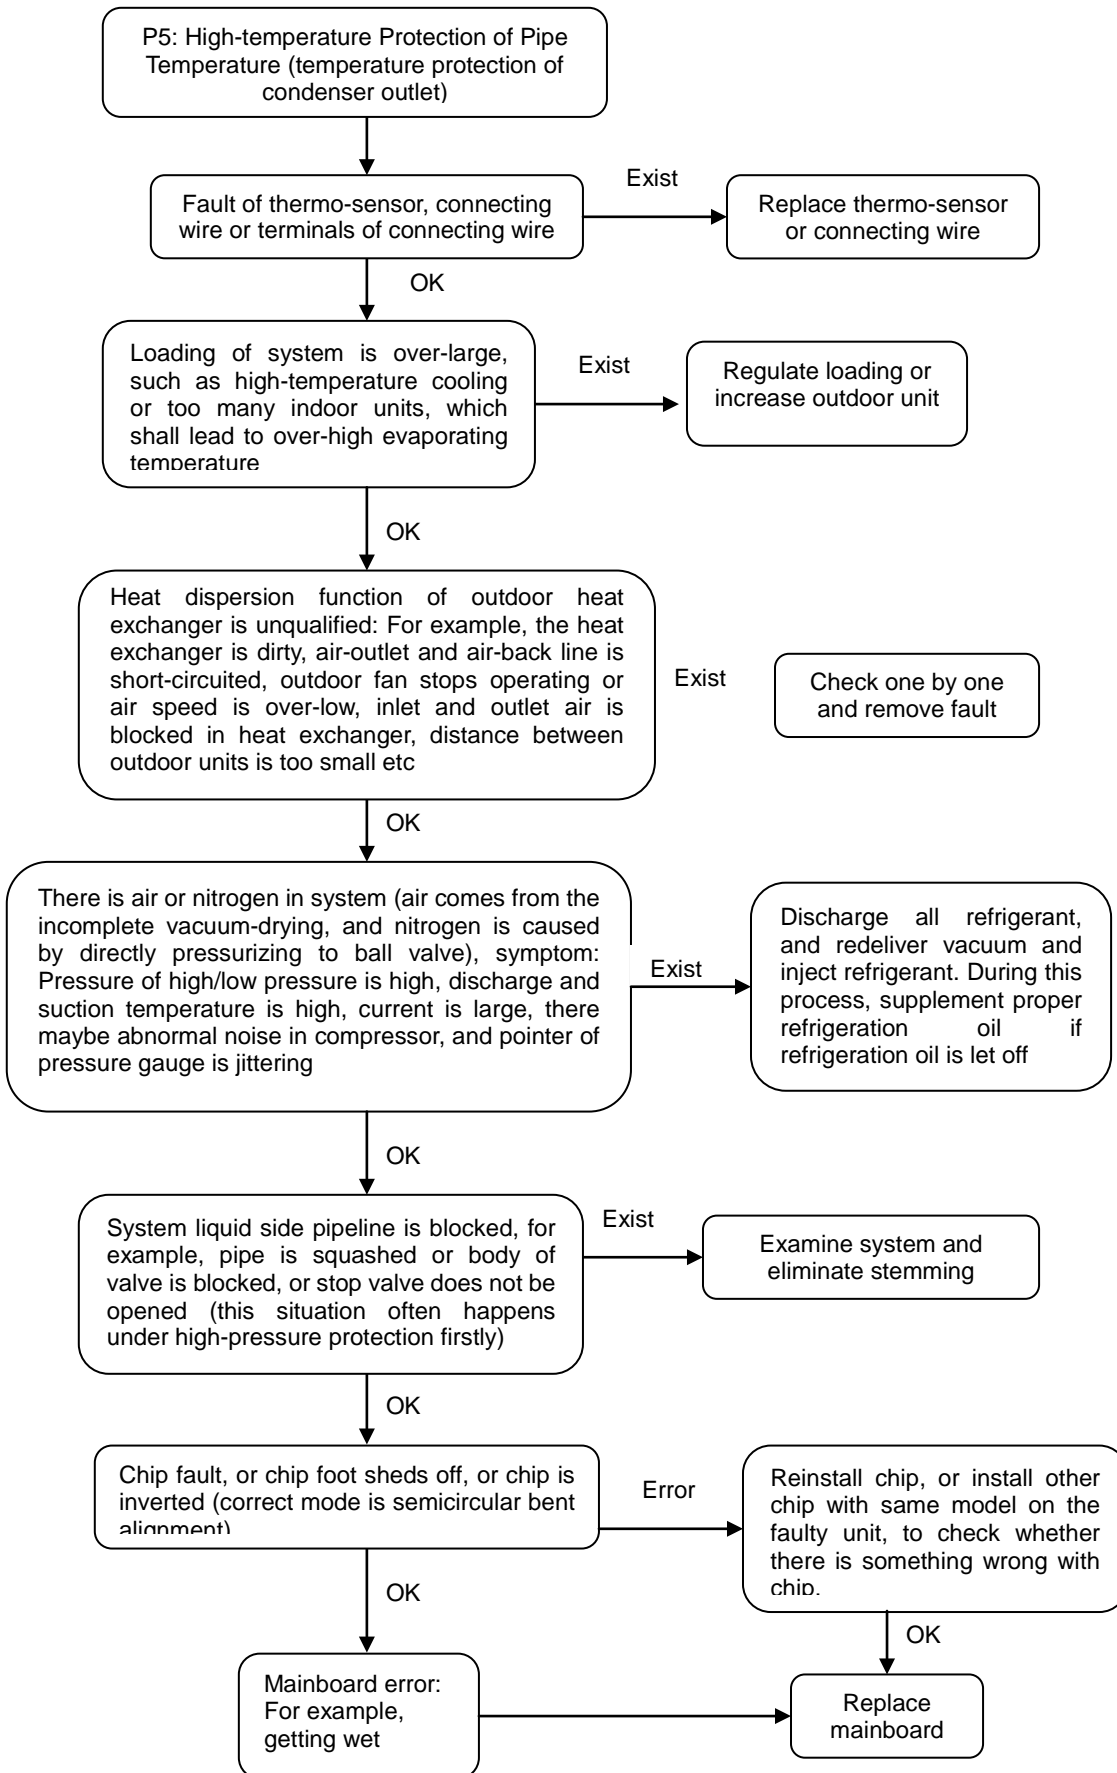 P5: High-temperature Protection of Pipe
Temperature (temperature protection of
condenser outlet)
Fault of thermo-sensor, connecting
wire or terminals of connecting wire
Exist
Replace thermo-sensor
or connecting wire
OK
Loading of system is over-large,
such as high-temperature cooling
or too many indoor units, which
shall lead to over-high evaporating
temperature
Exist
Regulate loading or
increase outdoor unit
OK
Heat dispersion function of outdoor heat
exchanger is unqualified: For example, the heat
exchanger is dirty, air-outlet and air-back line is
short-circuited, outdoor fan stops operating or
air speed is over-low, inlet and outlet air is
blocked in heat exchanger, distance between
outdoor units is too small etc
Exist
Check one by one
and remove fault
OK
There is air or nitrogen in system (air comes from the
incomplete vacuum-drying, and nitrogen is caused
by directly pressurizing to ball valve), symptom:
Pressure of high/low pressure is high, discharge and
suction temperature is high, current is large, there
maybe abnormal noise in compressor, and pointer of
pressure gauge is jittering
Exist
Discharge all refrigerant,
and redeliver vacuum and
inject refrigerant. During this
process, supplement proper
refrigeration oil if
refrigeration oil is let off
OK
System liquid side pipeline is blocked, for
example, pipe is squashed or body of
valve is blocked, or stop valve does not be
opened (this situation often happens
under high-pressure protection firstly)
Exist
Examine system and
eliminate stemming
OK
Chip fault, or chip foot sheds off, or chip is
inverted (correct mode is semicircular bent
alignment)
Error
Reinstall chip, or install other
chip with same model on the
faulty unit, to check whether
there is something wrong with
chip.
OK
OK
Mainboard error:
For example,
getting wet
Replace
mainboard